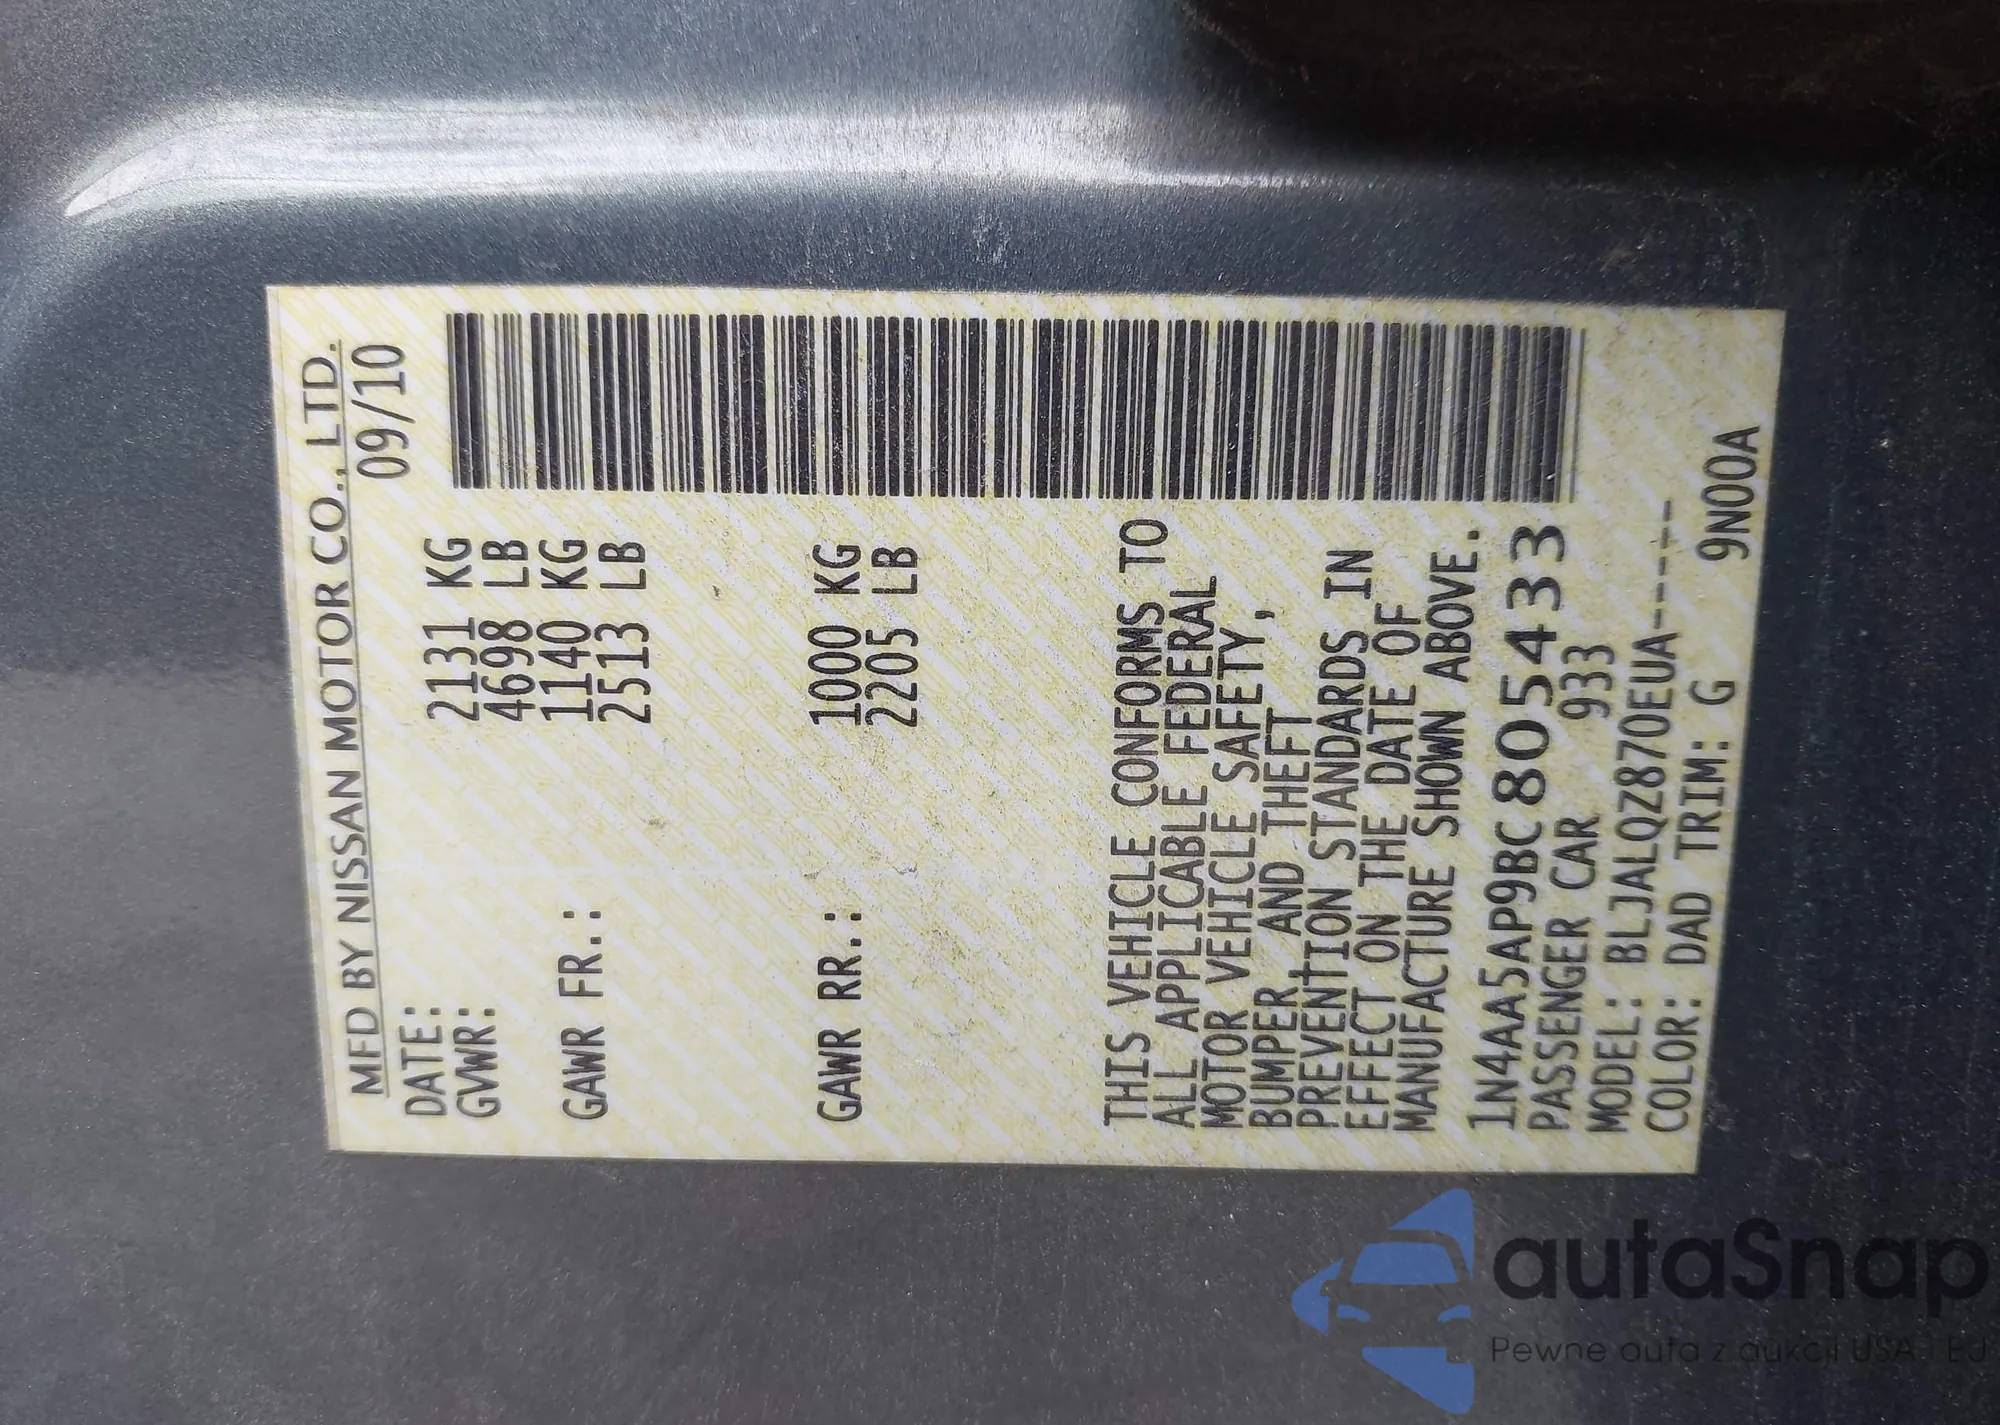 MFD BY NISSAN MOTOR CO., LTD.
DATE: 09/10
GVWR: 2131 KG
4698 LB
GAWR FR.: 1140 KG
2513 LB
GAWR RR.: 1000 KG
2205 LB
THIS VEHICLE CONFORMS TO
ALL APPLICABLE FEDERAL
MOTOR VEHICLE SAFETY,
BUMPER, AND THEFT
PREVENTION STANDARDS IN
EFFECT ON THE DATE OF
MANUFACTURE SHOWN ABOVE.
1N4AA5AP9BC805433
PASSENGER CAR 933
MODEL: BLJALQZ870EUA-----
COLOR: DAD TRIM: G 9N00A
autaSnap
Pewne auta z aukcji USA i EU